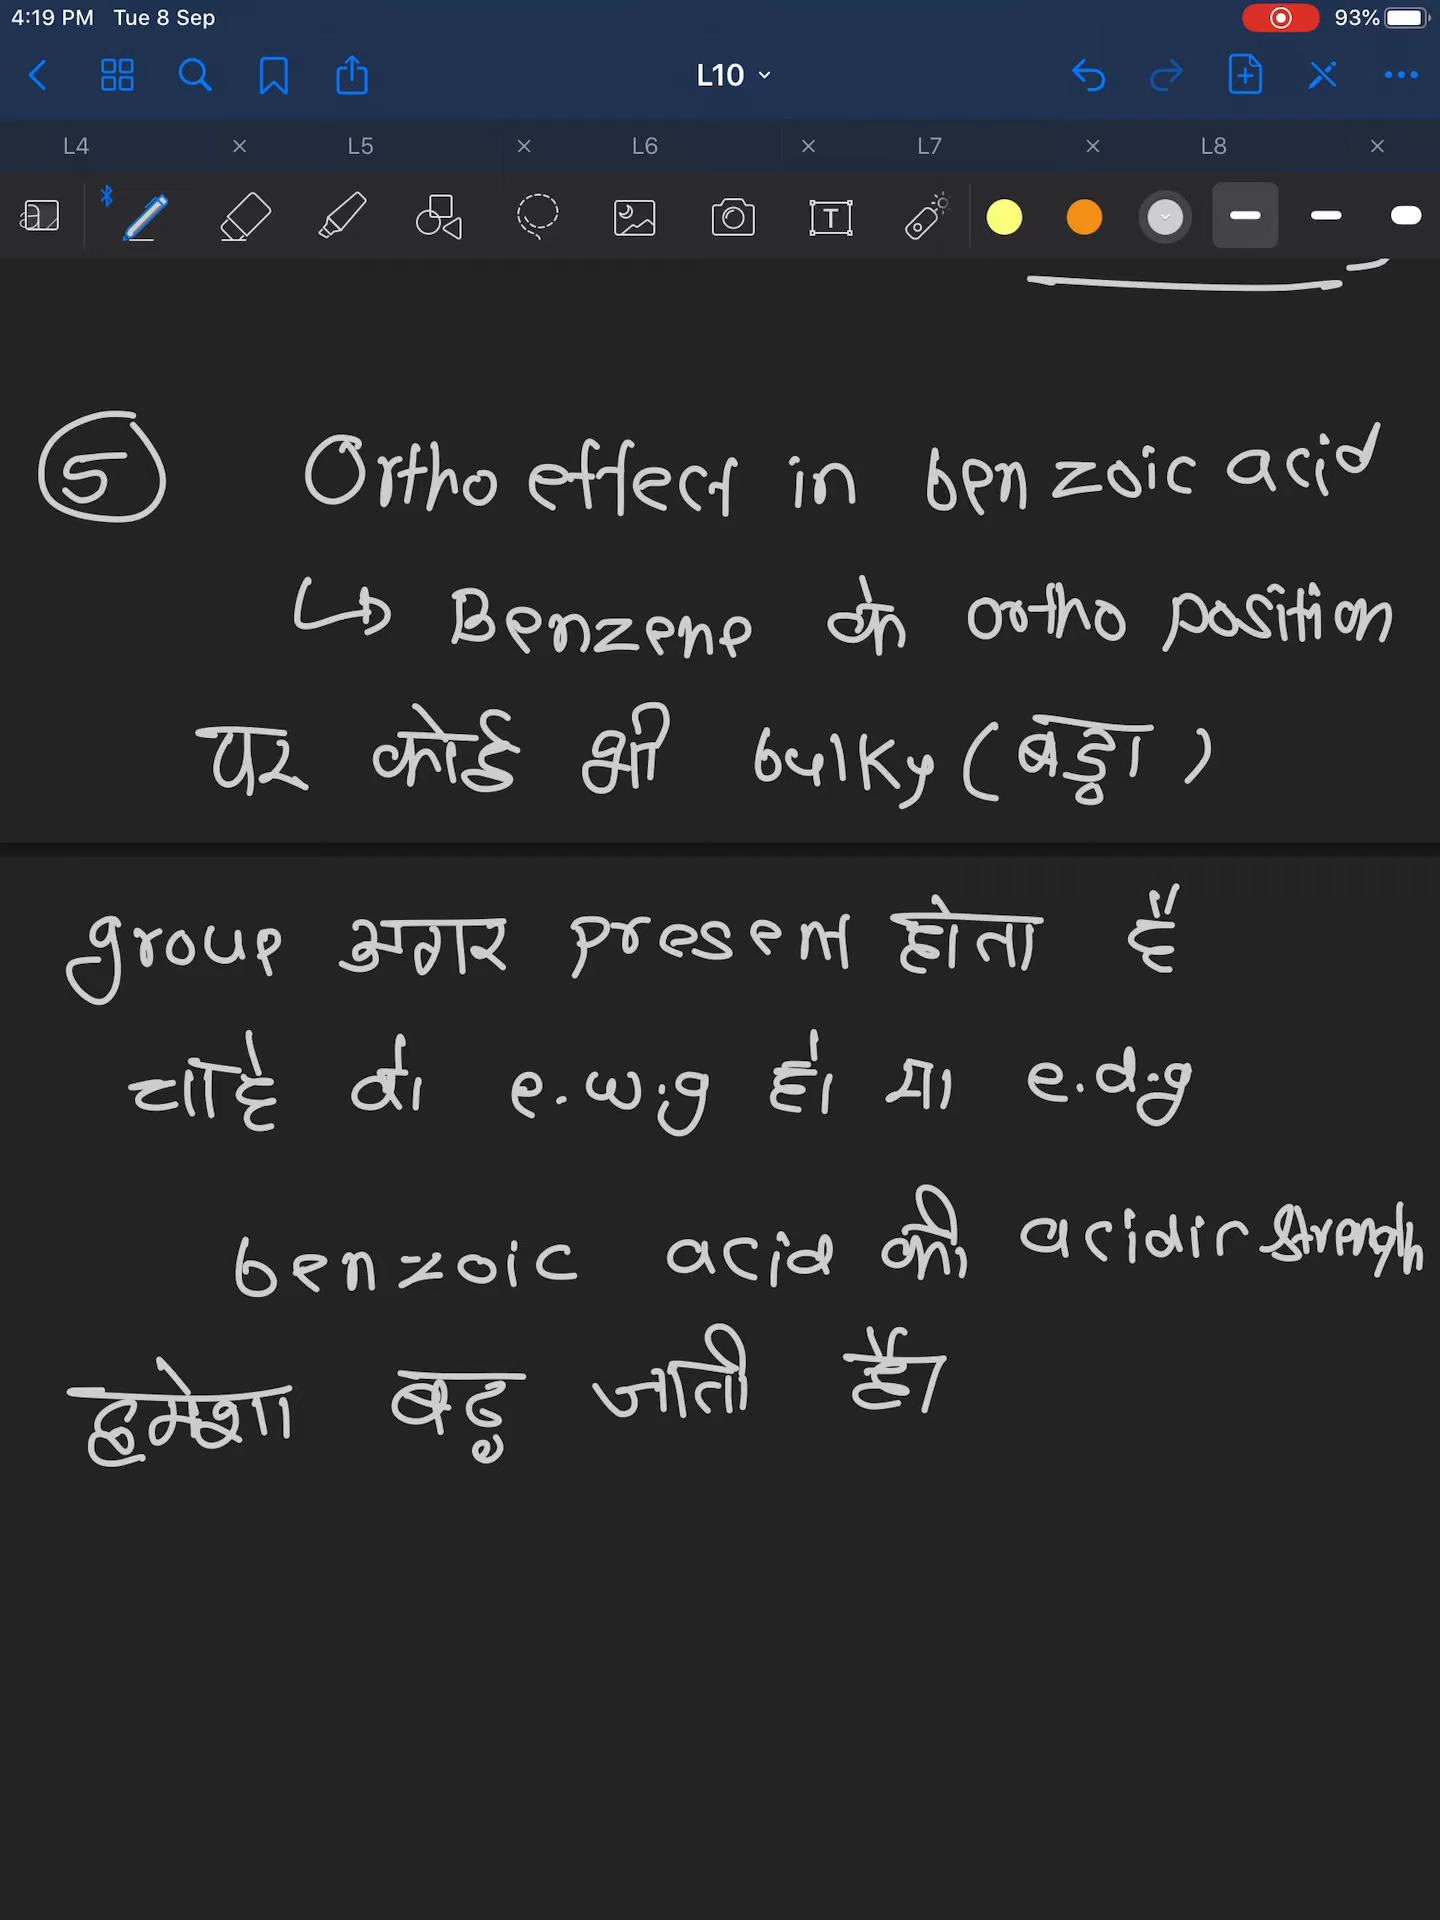 4:19 PM Tue 8 Sep 93%
L10
L4 × L5 × L6 × L7 × L8 ×
5 Ortho effect in benzoic acid
↳ Benzene के ortho position
पर कोई भी bulky (बड़ा)
group अगर present होता है
चाहे वो e.w.g हो या e.d.g
benzoic acid की acidic strength
हमेशा बढ़ जाती है।